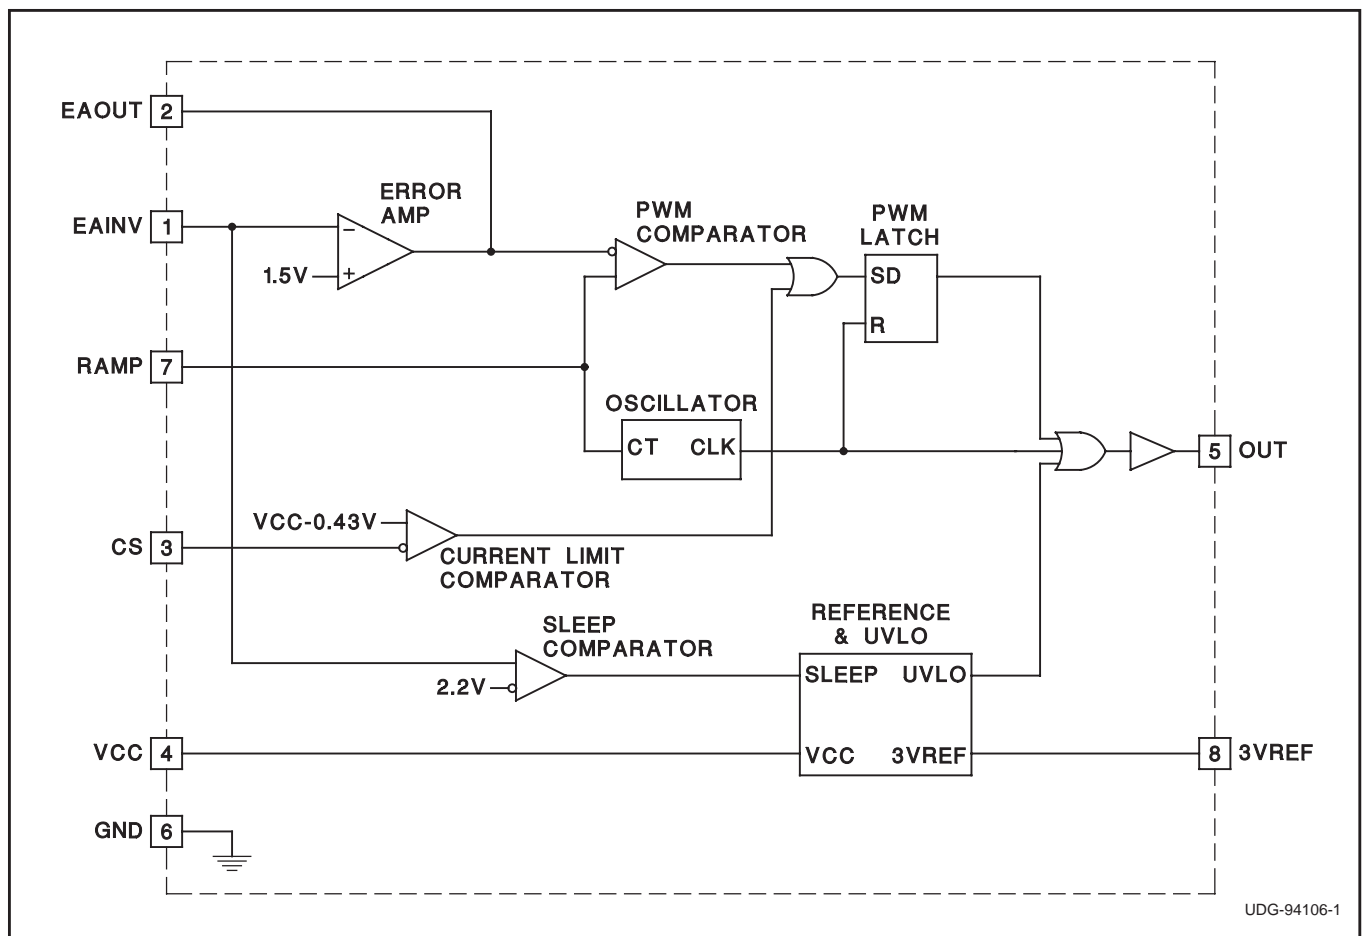 EAOUT 2
ERROR
AMP
EAINV 1
−
1.5V
+
PWM
COMPARATOR
PWM
LATCH
SD
R
RAMP 7
OSCILLATOR
CT CLK
5 OUT
VCC-0.43V
CS 3
CURRENT LIMIT
COMPARATOR
SLEEP
COMPARATOR
2.2V
REFERENCE
& UVLO
SLEEP UVLO
VCC 4
VCC 3VREF
8 3VREF
GND 6
UDG-94106-1